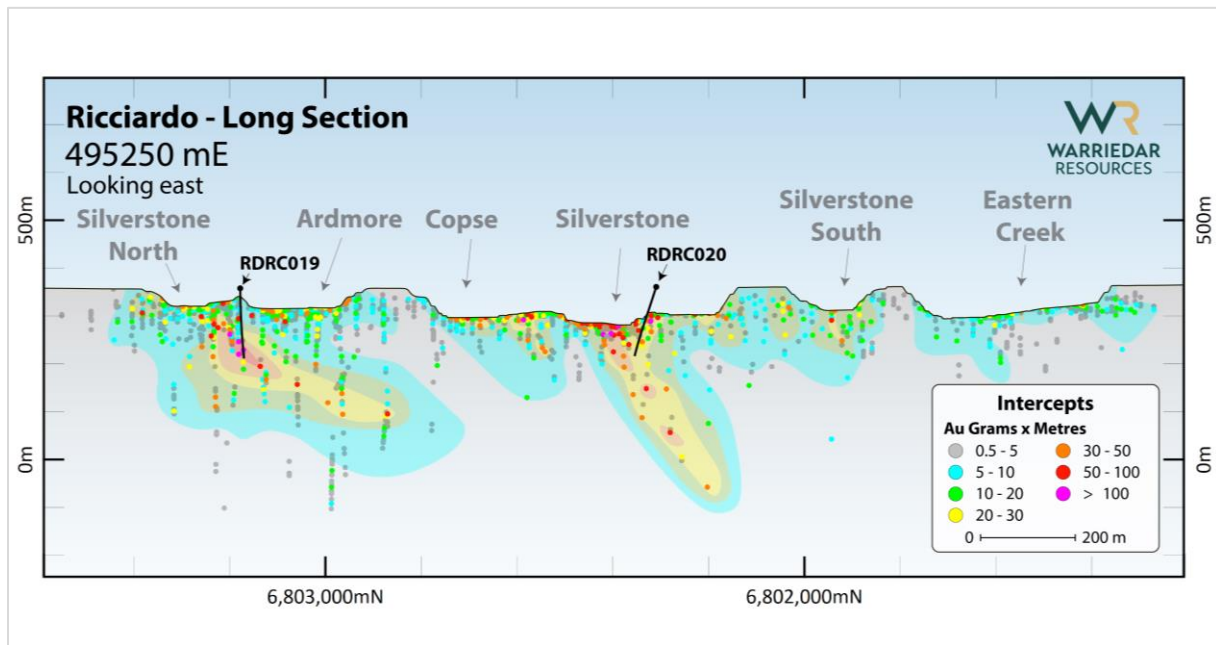 Ricciardo - Long Section
495250 mE
Looking east
WR
WARRIEDAR
RESOURCES
500m
500m
0m
0m
Silverstone
North
Ardmore
Copse
Silverstone
Silverstone
South
Eastern
Creek
RDRC019
RDRC020
Intercepts
Au Grams x Metres
0.5 - 5
5 - 10
10 - 20
20 - 30
30 - 50
50 - 100
> 100
0 200 m
6,803,000mN
6,802,000mN